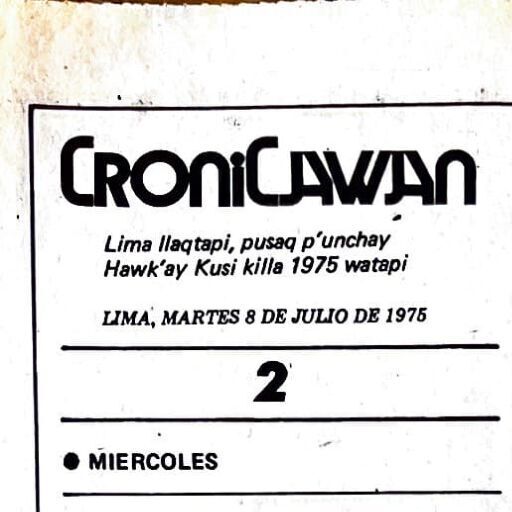 CRONICAWAN
Lima llaqtapi, pusaq p'unchay
Hawk'ay Kusi killa 1975 watapi
LIMA, MARTES 8 DE JULIO DE 1975
2
● MIERCOLES